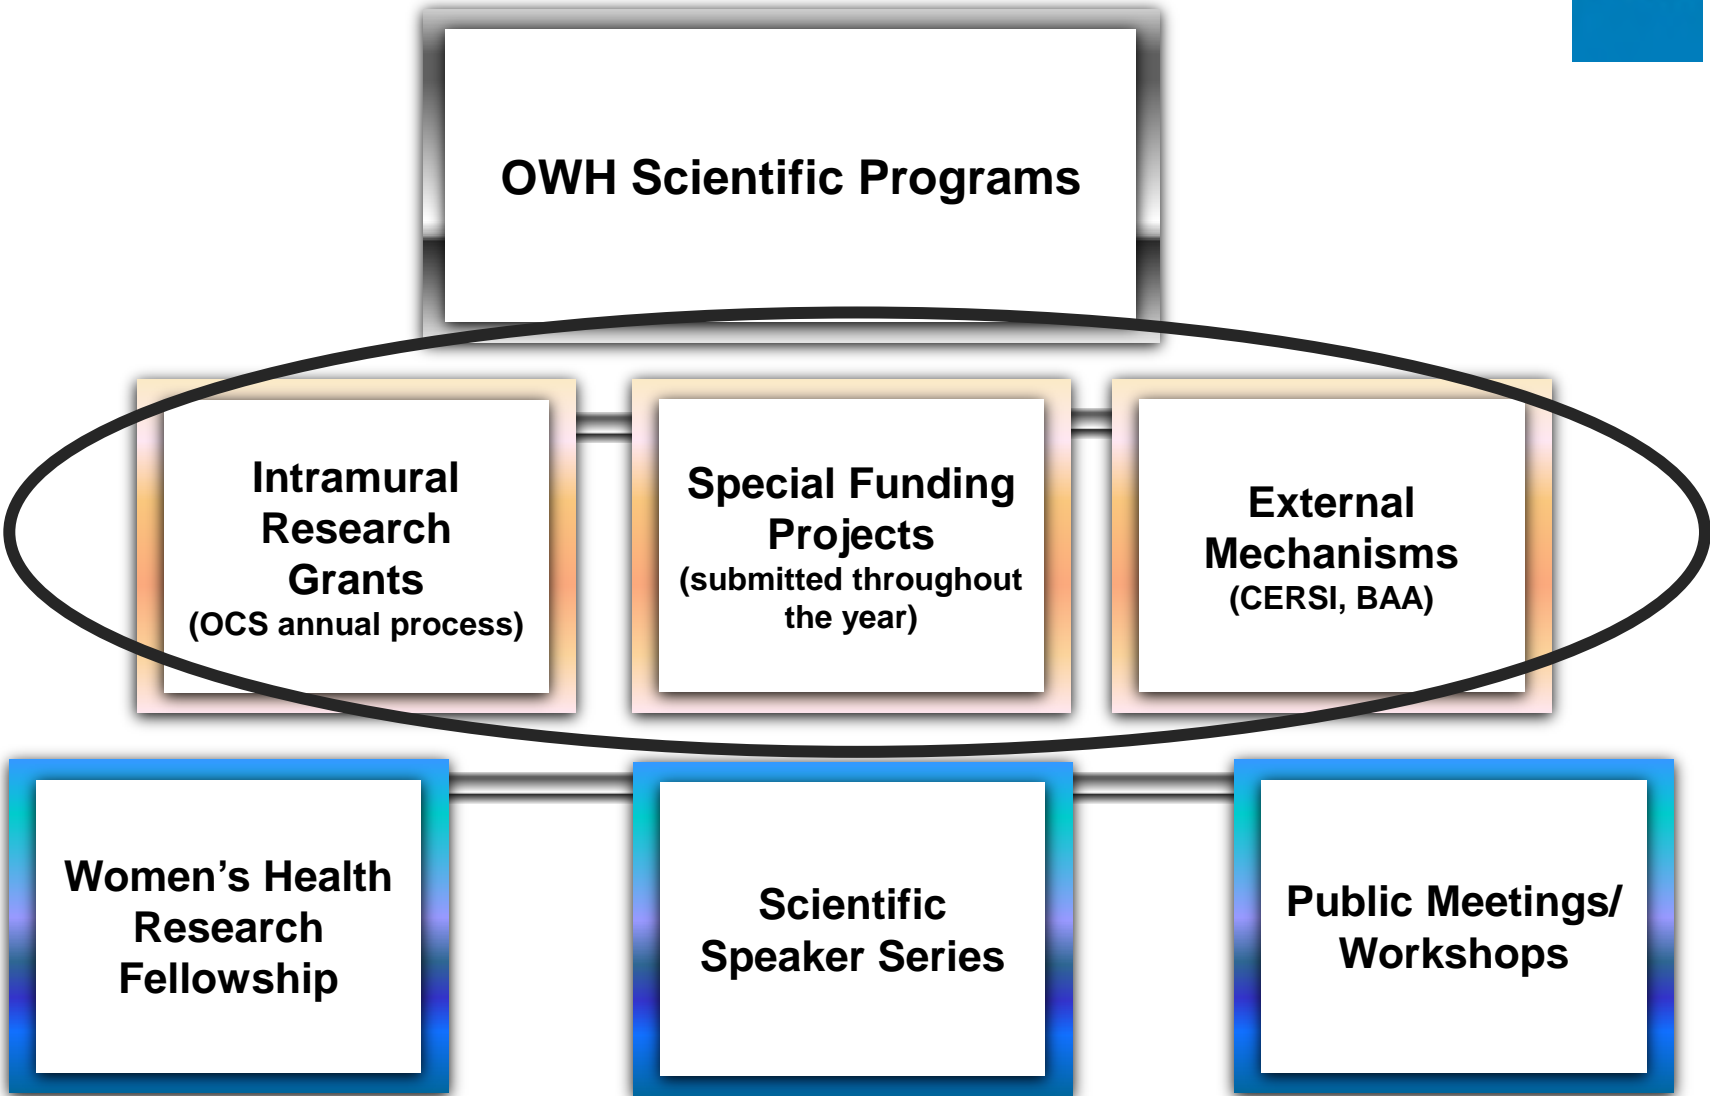 OWH Scientific Programs
Intramural
Research
Grants
(OCS annual process)
Special Funding
Projects
(submitted throughout
the year)
External
Mechanisms
(CERSI, BAA)
Women’s Health
Research
Fellowship
Scientific
Speaker Series
Public Meetings/
Workshops